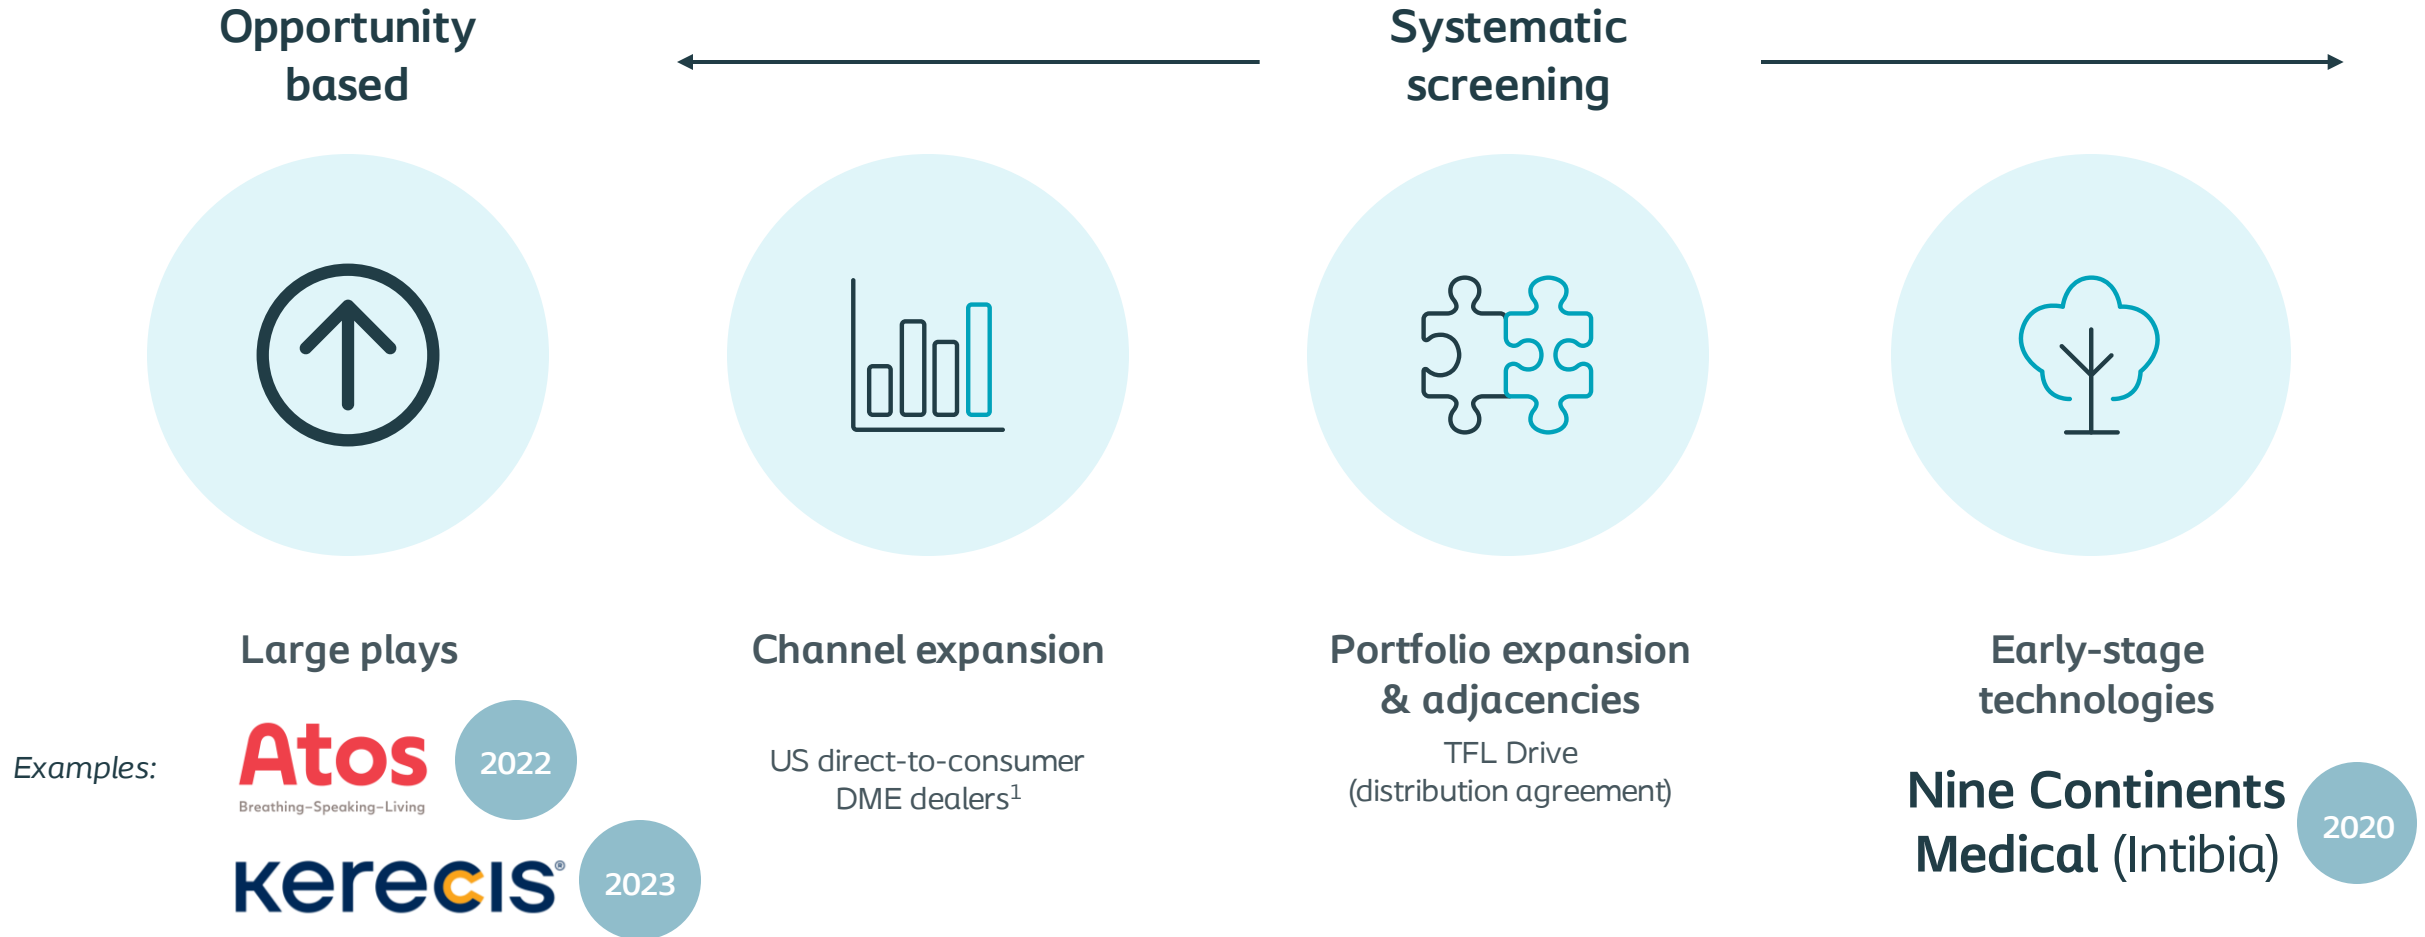 Opportunity
based
Systematic
screening
Large plays
Channel expansion
Portfolio expansion
& adjacencies
Early-stage
technologies
Examples:
Atos
Breathing–Speaking–Living
2022
Kerecis®
2023
US direct-to-consumer
DME dealers¹
TFL Drive
(distribution agreement)
Nine Continents
Medical (Intibia)
2020